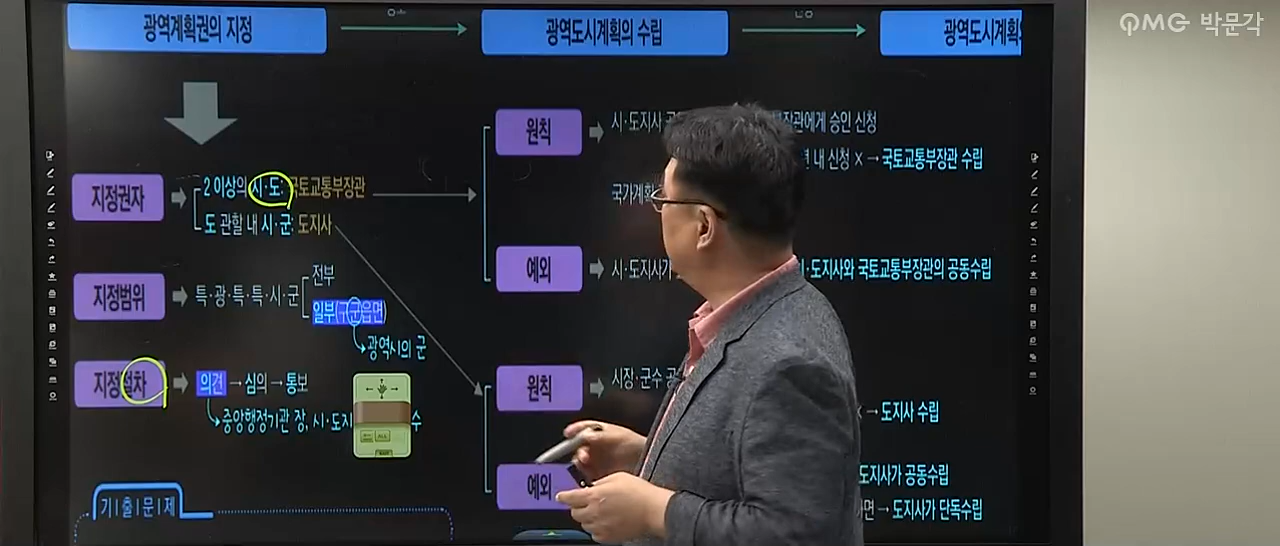 광역계획권의 지정
광역도시계획의 수립
광역도시계획
PMG 박문각
지정권자
2 이상의 시·도: 국토교통부장관
도 관할 내 시·군: 도지사
지정범위
특·광·특·특·시·군
전부
일부(구군읍면)
광역시의 군
지정절차
의견 → 심의 → 통보
중앙행정기관 장, 시·도지
수
기출문제
원칙
시·도지사 공
장관에게 승인 신청
내 신청 × → 국토교통부장관 수립
국가계획
예외
시·도지사가
·도지사와 국토교통부장관의 공동수립
원칙
시장·군수 공
× → 도지사 수립
예외
도지사가 공동수립
면 → 도지사가 단독수립